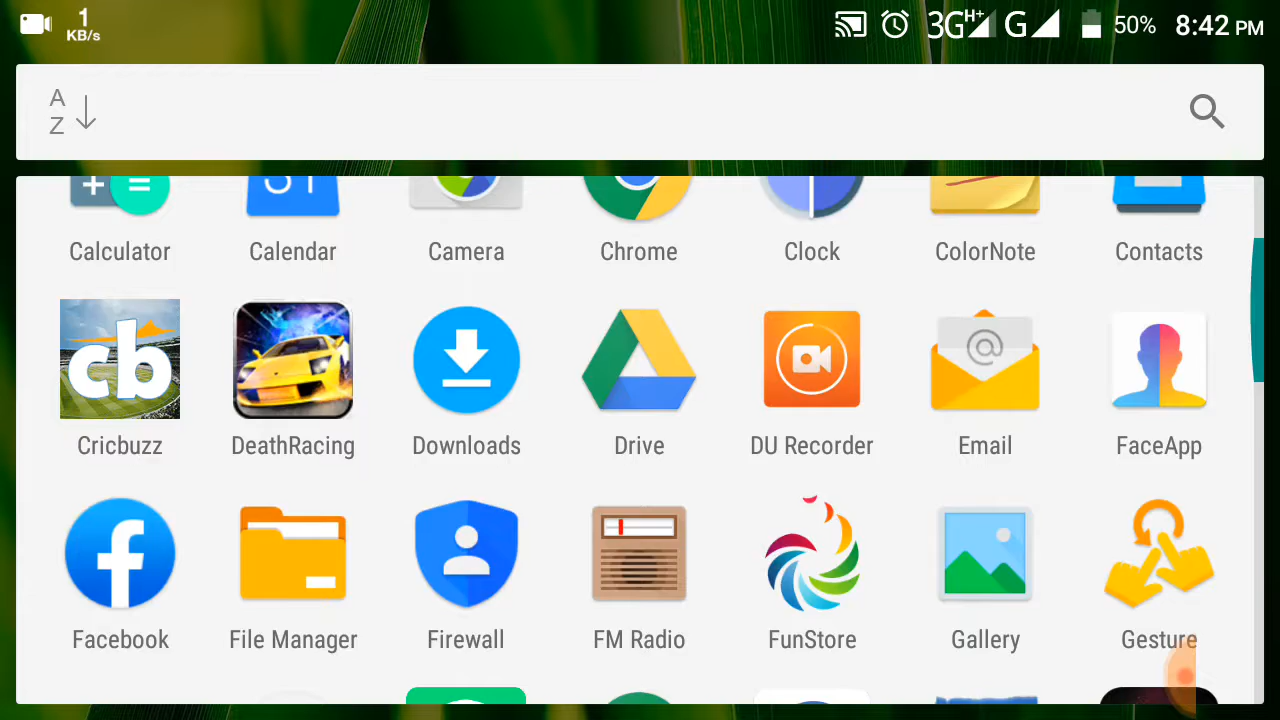 1
KB/s
3G H+ G 50% 8:42 PM
A
Z
31
Calculator Calendar Camera Chrome Clock ColorNote Contacts
cb @
Cricbuzz DeathRacing Downloads Drive DU Recorder Email FaceApp
f
Facebook File Manager Firewall FM Radio FunStore Gallery Gesture